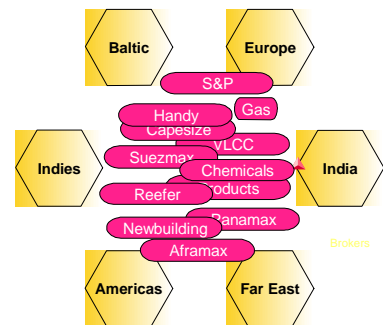 Baltic
Europe
S&P
Gas
Handy
Capesize
VLCC
Suezmax
Chemicals
Indies
India
Products
Reefer
Panamax
Newbuilding
Brokers
Aframax
Americas
Far East